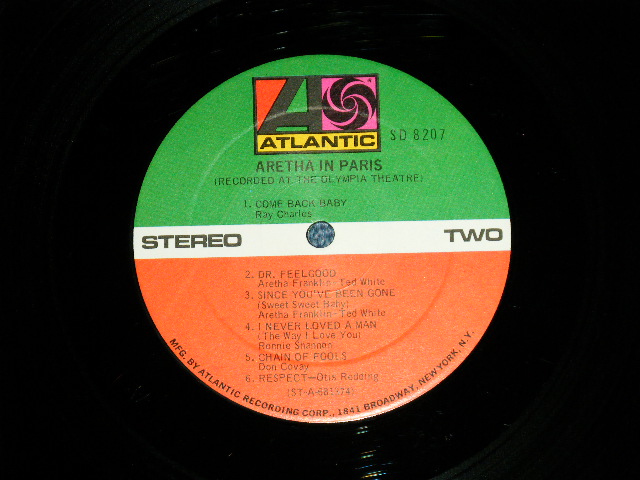 ATLANTIC
SD 8207
ARETHA IN PARIS
(RECORDED AT THE OLYMPIA THEATRE)
1. COME BACK BABY
Ray Charles
STEREO
TWO
2. DR. FEELGOOD
Aretha Franklin-Ted White
3. SINCE YOU'VE BEEN GONE
(Sweet Sweet Baby)
Aretha Franklin-Ted White
4. I NEVER LOVED A MAN
(The Way I Love You)
Ronnie Shannon
5. CHAIN OF FOOLS
Don Covay
6. RESPECT—Otis Redding
(ST-A-681274)
MFG. BY ATLANTIC RECORDING CORP., 1841 BROADWAY, NEW YORK, N.Y.